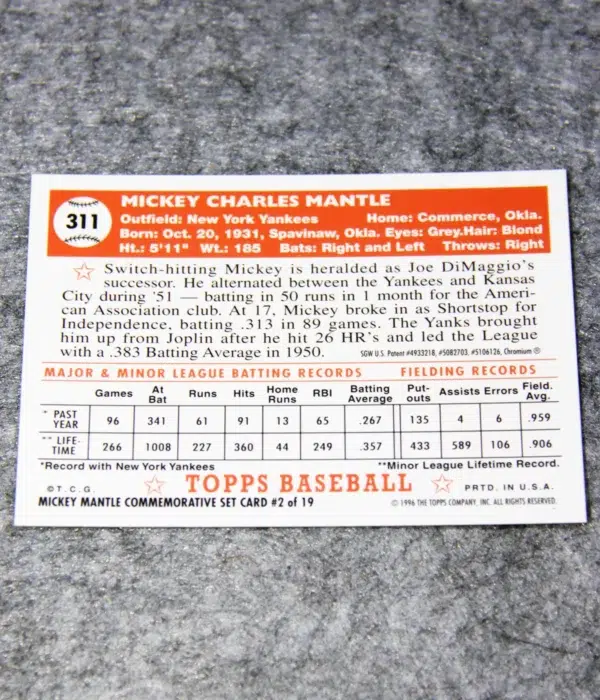 311
MICKEY CHARLES MANTLE
Outfield: New York Yankees Home: Commerce, Okla.
Born: Oct. 20, 1931, Spavinaw, Okla. Eyes: Grey.Hair: Blond
Ht.: 5'11" Wt.: 185 Bats: Right and Left Throws: Right
Switch-hitting Mickey is heralded as Joe DiMaggio's
successor. He alternated between the Yankees and Kansas
City during '51 — batting in 50 runs in 1 month for the Ameri-
can Association club. At 17, Mickey broke in as Shortstop for
Independence, batting .313 in 89 games. The Yanks brought
him up from Joplin after he hit 26 HR's and led the League
with a .383 Batting Average in 1950. SGW U.S. Patent #4933218, #5082703, #5106126, Chromium ®
MAJOR & MINOR LEAGUE BATTING RECORDS FIELDING RECORDS
Games At Bat Runs Hits Home Runs RBI Batting Average Put-outs Assists Errors Field. Avg.
* PAST YEAR 96 341 61 91 13 65 .267 135 4 6 .959
** LIFE-TIME 266 1008 227 360 44 249 .357 433 589 106 .906
*Record with New York Yankees **Minor League Lifetime Record.
©T.C.G. TOPPS BASEBALL PRTD. IN U.S.A.
MICKEY MANTLE COMMEMORATIVE SET CARD #2 of 19 © 1996 THE TOPPS COMPANY, INC. ALL RIGHTS RESERVED.